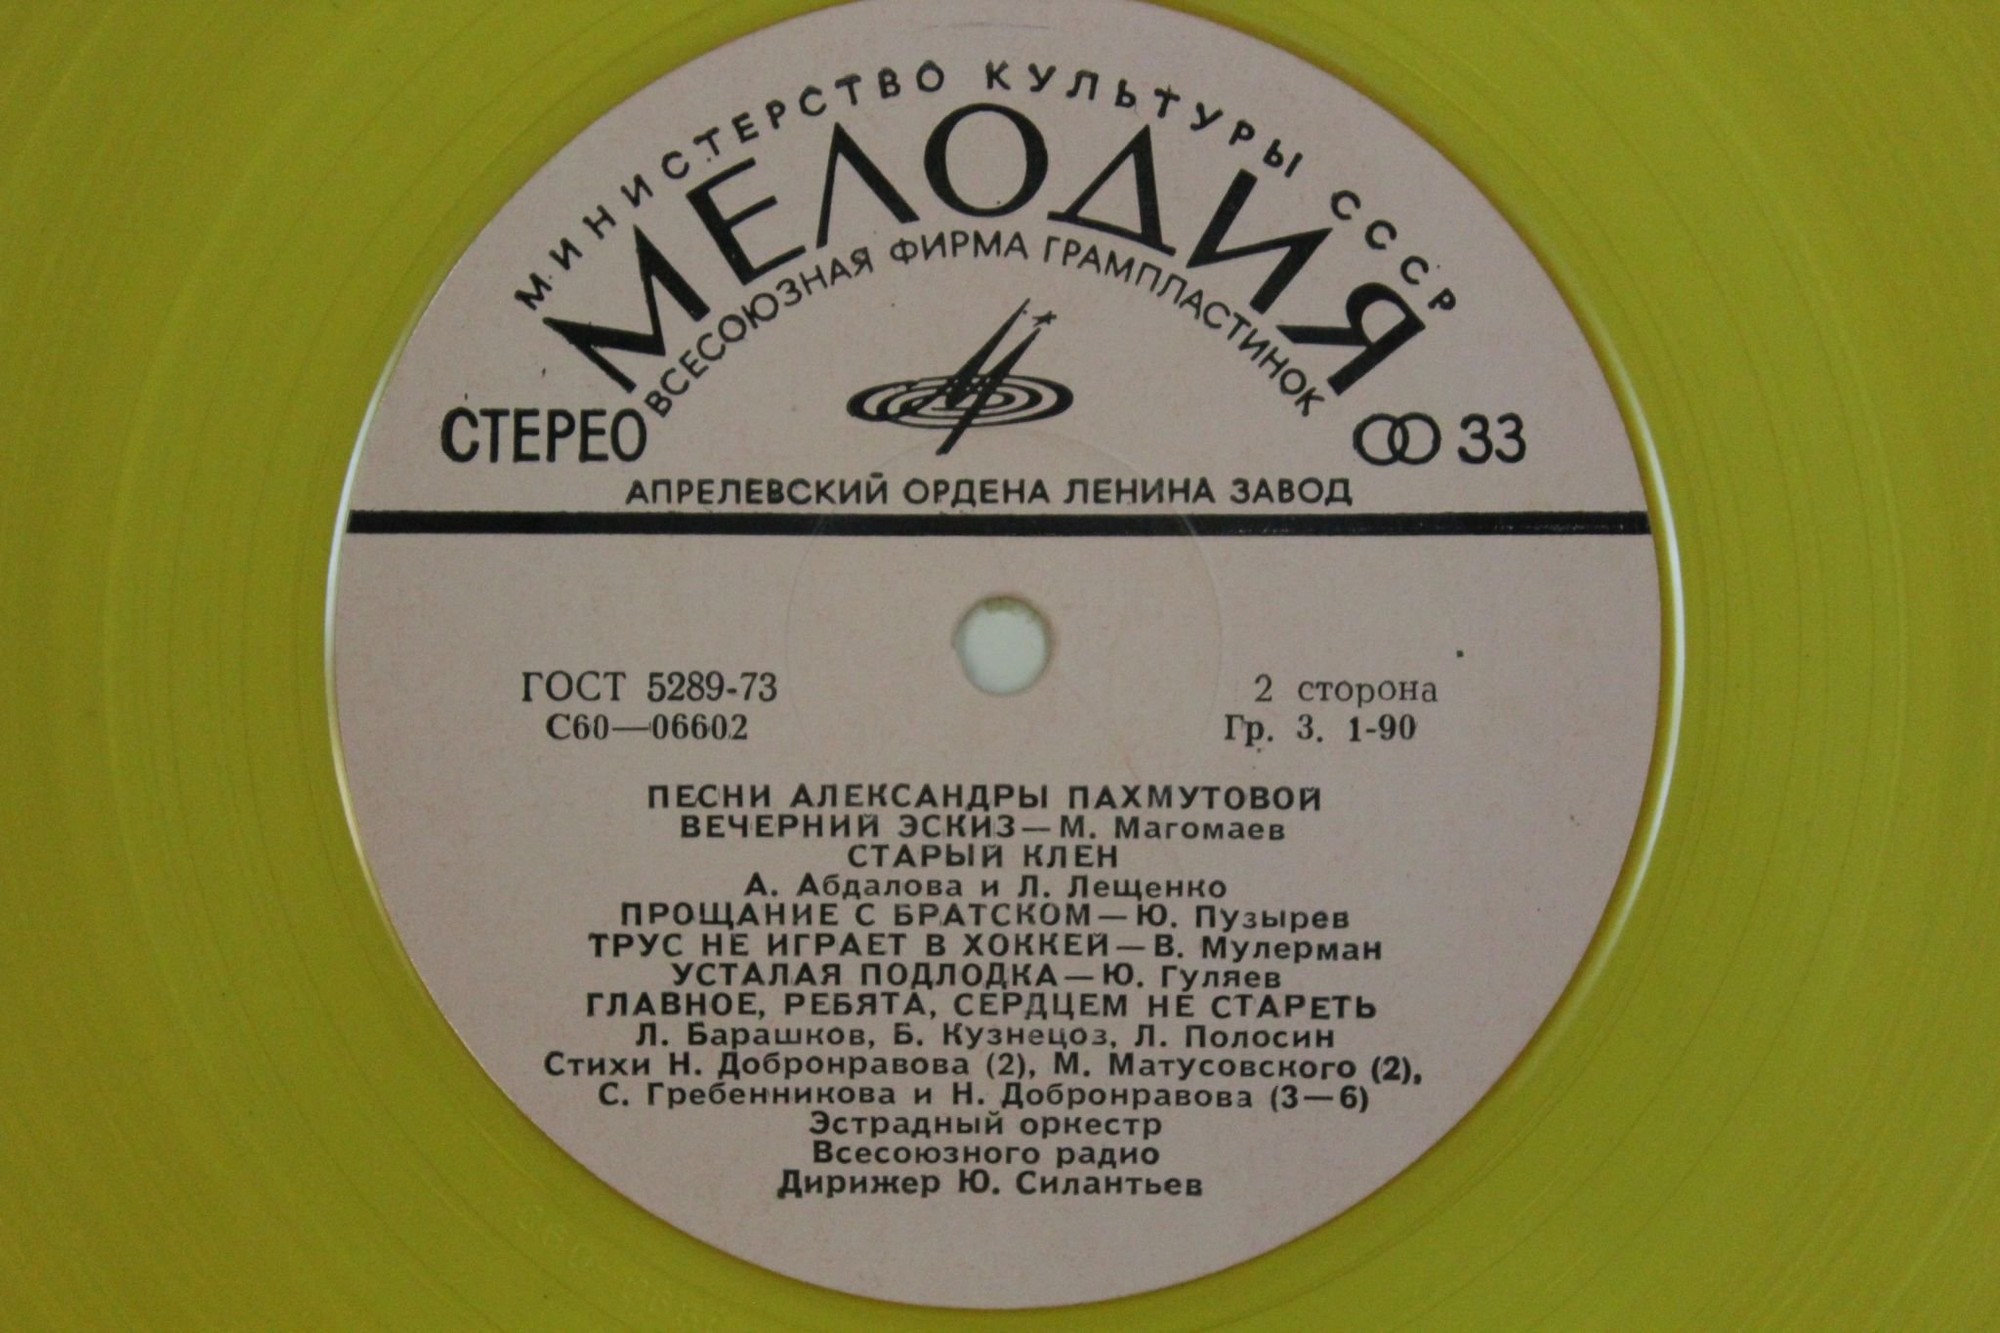 МИНИСТЕРСТВО КУЛЬТУРЫ СССР
МЕЛОДИЯ
ВСЕСОЮЗНАЯ ФИРМА ГРАМПЛАСТИНОК
СТЕРЕО
33
АПРЕЛЕВСКИЙ ОРДЕНА ЛЕНИНА ЗАВОД
ГОСТ 5289-73
2 сторона
С60—06602
Гр. 3. 1-90
ПЕСНИ АЛЕКСАНДРЫ ПАХМУТОВОЙ
ВЕЧЕРНИЙ ЭСКИЗ—М. Магомаев
СТАРЫЙ КЛЕН
А. Абдалова и Л. Лещенко
ПРОЩАНИЕ С БРАТСКОМ—Ю. Пузырев
ТРУС НЕ ИГРАЕТ В ХОККЕЙ—В. Мулерман
УСТАЛАЯ ПОДЛОДКА—Ю. Гуляев
ГЛАВНОЕ, РЕБЯТА, СЕРДЦЕМ НЕ СТАРЕТЬ
Л. Барашков, Б. Кузнецоз, Л. Полосин
Стихи Н. Добронравова (2), М. Матусовского (2),
С. Гребенникова и Н. Добронравова (3—6)
Эстрадный оркестр
Всесоюзного радио
Дирижер Ю. Силантьев